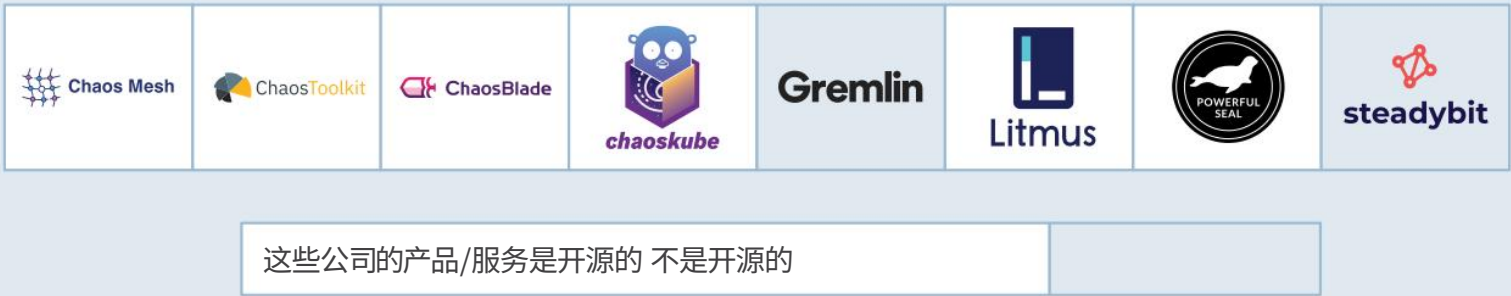 Chaos Mesh
ChaosToolkit
ChaosBlade
chaoskube
Gremlin
Litmus
POWERFUL
SEAL
steadybit
这些公司的产品/服务是开源的 不是开源的